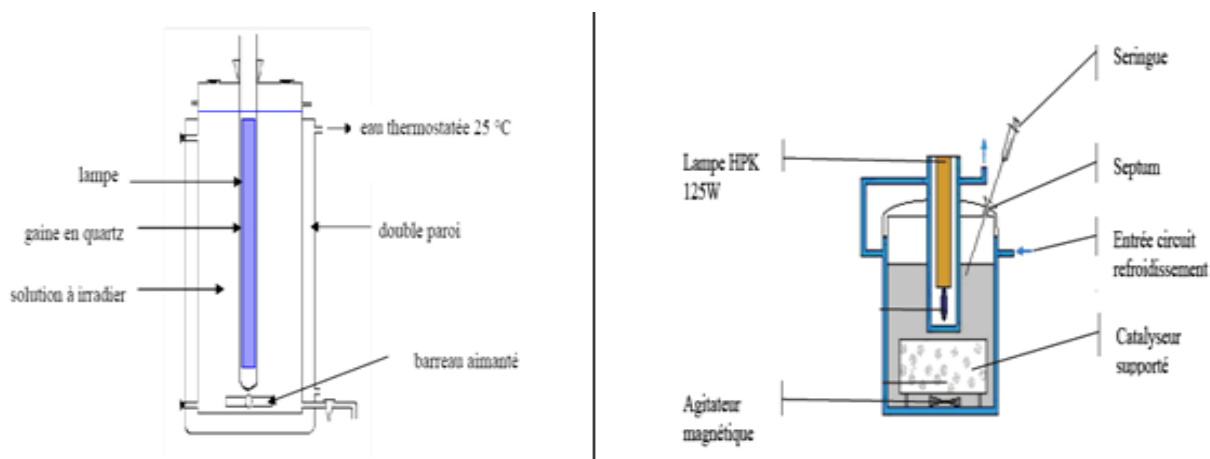 eau thermostatée 25 °C
lampe
gaine en quartz
double paroi
solution à irradier
barreau aimanté
Seringue
Lampe HPK
125W
Septum
Entrée circuit
refroidissement
Catalyseur
supporté
Agitateur
magnétique